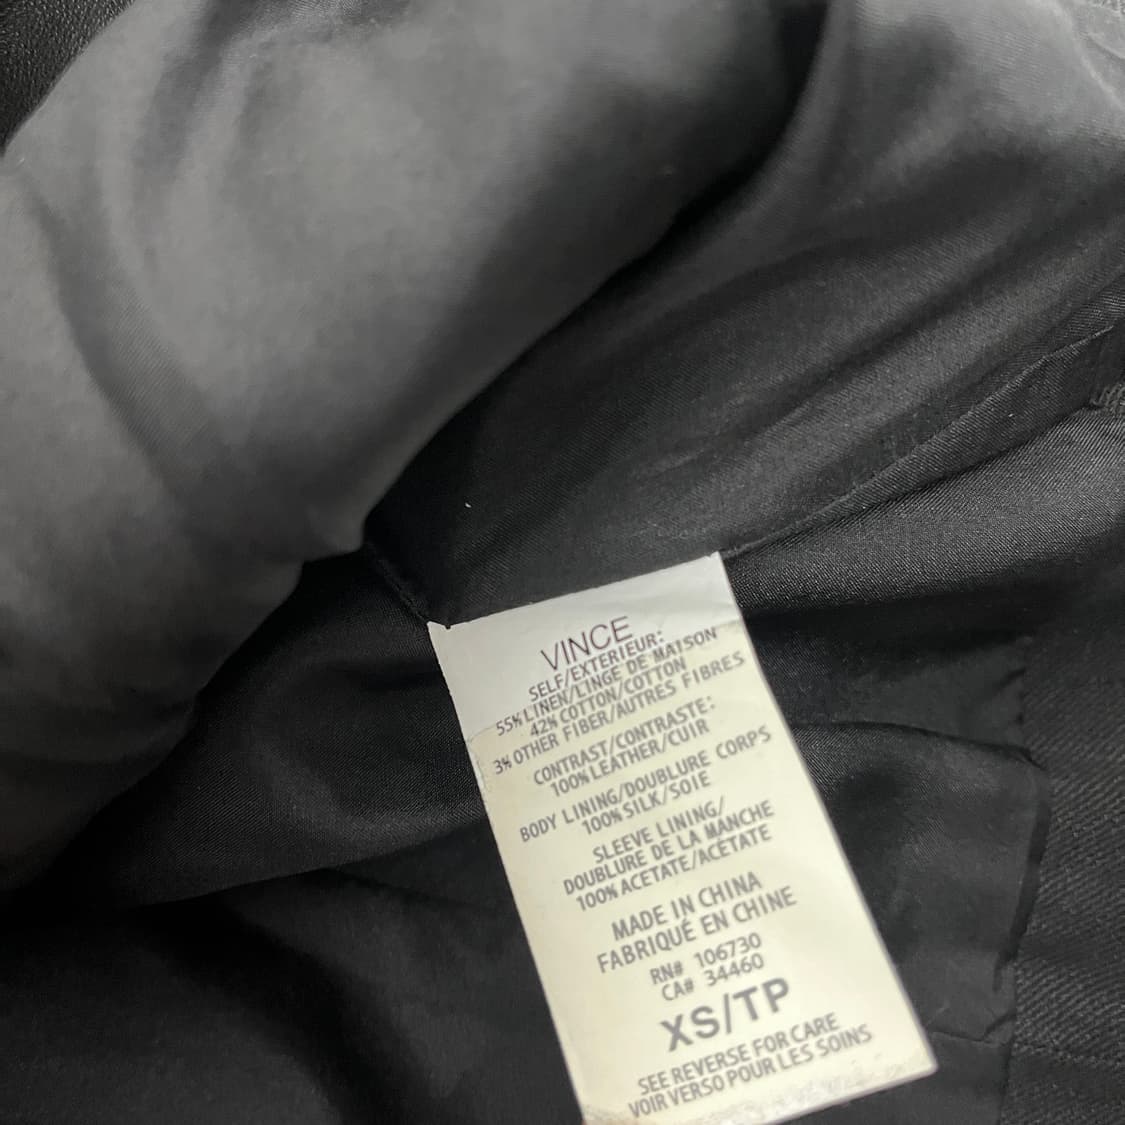 VINCE
SELF/EXTERIEUR:
55% LINEN/LINGE DE MAISON
42% COTTON/COTTON
3% OTHER FIBER/AUTRES FIBRES
CONTRAST/CONTRASTE:
100% LEATHER/CUIR
BODY LINING/DOUBLURE CORPS
100% SILK/SOIE
SLEEVE LINING/
DOUBLURE DE LA MANCHE
100% ACETATE/ACÉTATE
MADE IN CHINA
FABRIQUÉ EN CHINE
RN# 106730
CA# 34460
XS/TP
SEE REVERSE FOR CARE
VOIR VERSO POUR LES SOINS